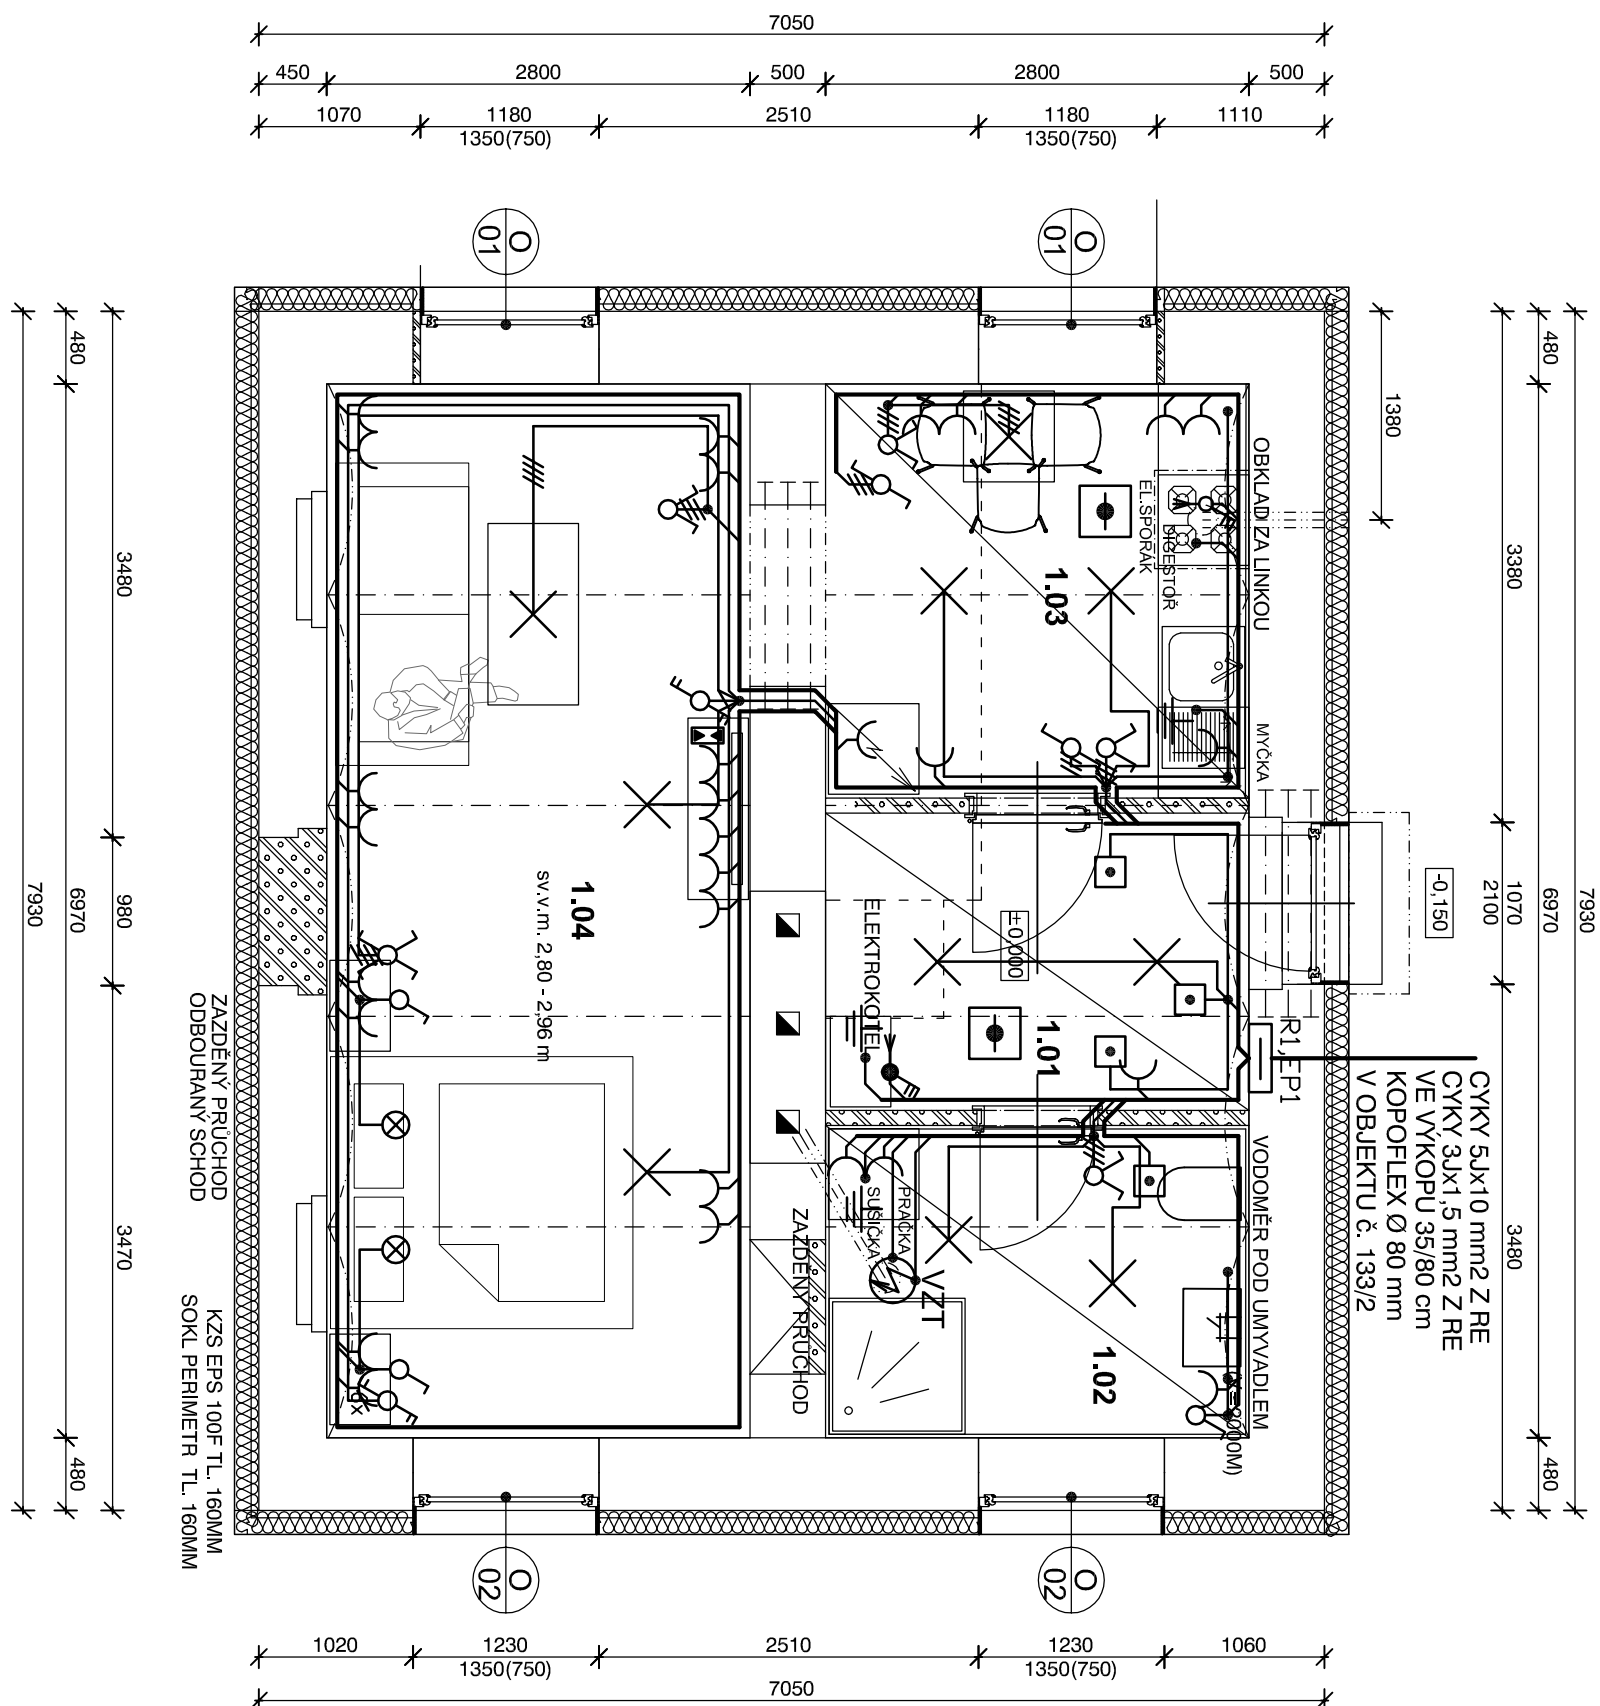 7050
450
2800
500
2800
500
1070
1180
2510
1180
1110
1350(750)
1350(750)
O
01
O
01
480
480
480
1380
3480
3380
OBKLAD ZA LINKOU
EL.SPORÁK
DIGESTOŘ
1.03
MYČKA
980
6970
7930
1070
2100
6970
7930
-0,150
±0,000
1.04
sv.v.m. 2,80 - 2,96 m
ELEKTROKOTEL
1.01
R1, EP1
CYKY 5Jx10 mm2 Z RE
CYKY 3Jx1,5 mm2 Z RE
VE VÝKOPU 35/80 cm
KOPOFLEX Ø 80 mm
V OBJEKTU č. 133/2
ZAZDĚNÝ PRŮCHOD
ODBOURANÝ SCHOD
3470
3480
PRAČKA
SUŠIČKA
VZT
ZAZDĚNÝ PRŮCHOD
1.02
VODOMĚR POD UMYVADLEM
KZS EPS 100F TL. 160MM
SOKL PERIMETR TL. 160MM
480
480
O
02
O
02
1020
1230
2510
1230
1060
1350(750)
1350(750)
7050